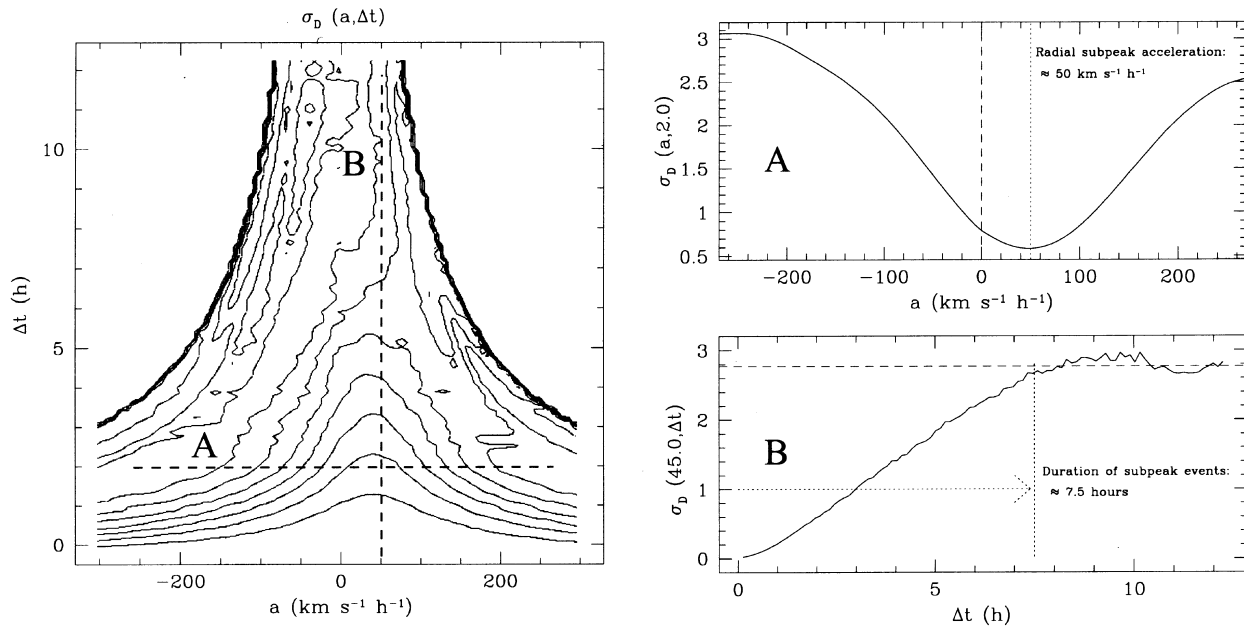 σD (a,Δt)
10
5
0
Δt (h)
−200
0
200
a (km s⁻¹ h⁻¹)
A
B
3
2.5
2
1.5
1
0.5
σD (a,2.0)
−200
−100
0
100
200
a (km s⁻¹ h⁻¹)
A
Radial subpeak acceleration:
≈ 50 km s⁻¹ h⁻¹
3
2
1
0
σD (45.0,Δt)
0
5
10
Δt (h)
B
Duration of subpeak events:
≈ 7.5 hours